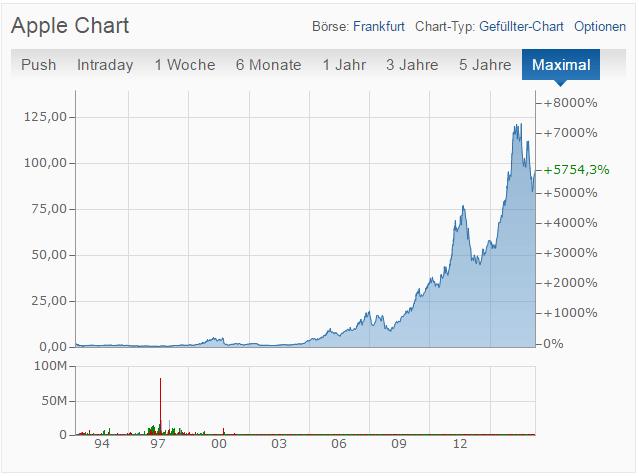 Apple Chart
Börse: Frankfurt Chart-Typ: Gefüllter-Chart Optionen
Push Intraday 1 Woche 6 Monate 1 Jahr 3 Jahre 5 Jahre Maximal
+8000%
125,00
+7000%
+5754,3%
100,00
+5000%
75,00
+4000%
50,00
+3000%
+2000%
25,00
+1000%
0,00
0%
100M
50M
0
94 97 00 03 06 09 12